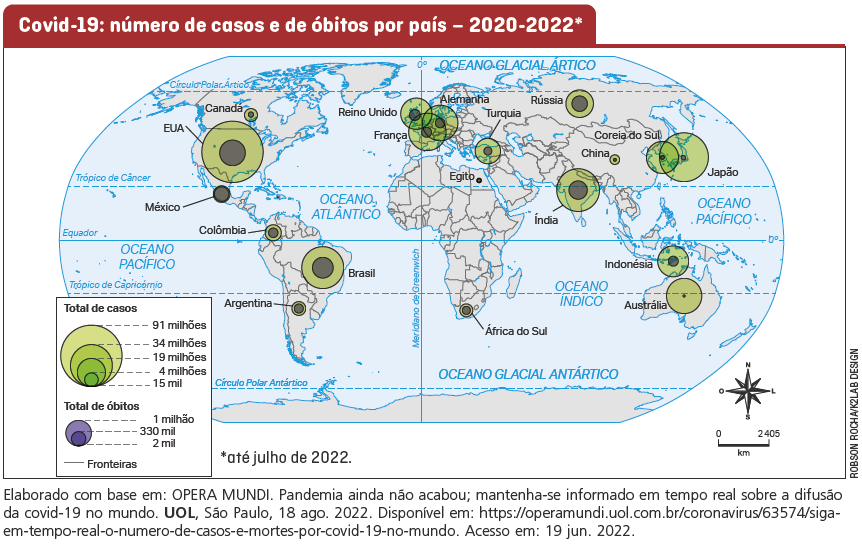 Covid-19: número de casos e de óbitos por país – 2020-2022*
OCEANO GLACIAL ÁRTICO
0º
Círculo Polar Ártico
Canadá
EUA
Reino Unido
Alemanha
França
Turquia
Rússia
Coreia do Sul
China
Japão
Trópico de Câncer
México
Egito
OCEANO
ATLÂNTICO
OCEANO
PACÍFICO
Índia
Colômbia
Equador
0º
OCEANO
PACÍFICO
Brasil
Indonésia
Trópico de Capricórnio
Meridiano de Greenwich
OCEANO
ÍNDICO
Argentina
África do Sul
Austrália
Total de casos
91 milhões
34 milhões
19 milhões
4 milhões
15 mil
Total de óbitos
1 milhão
330 mil
2 mil
Fronteiras
Círculo Polar Antártico
OCEANO GLACIAL ANTÁRTICO
*até julho de 2022.
N
O L
S
0 2 405
km
ROBSON ROCHA/K2LAB DESIGN
Elaborado com base em: OPERA MUNDI. Pandemia ainda não acabou; mantenha-se informado em tempo real sobre a difusão
da covid-19 no mundo. UOL, São Paulo, 18 ago. 2022. Disponível em: https://operamundi.uol.com.br/coronavirus/63574/siga-
em-tempo-real-o-numero-de-casos-e-mortes-por-covid-19-no-mundo. Acesso em: 19 jun. 2022.